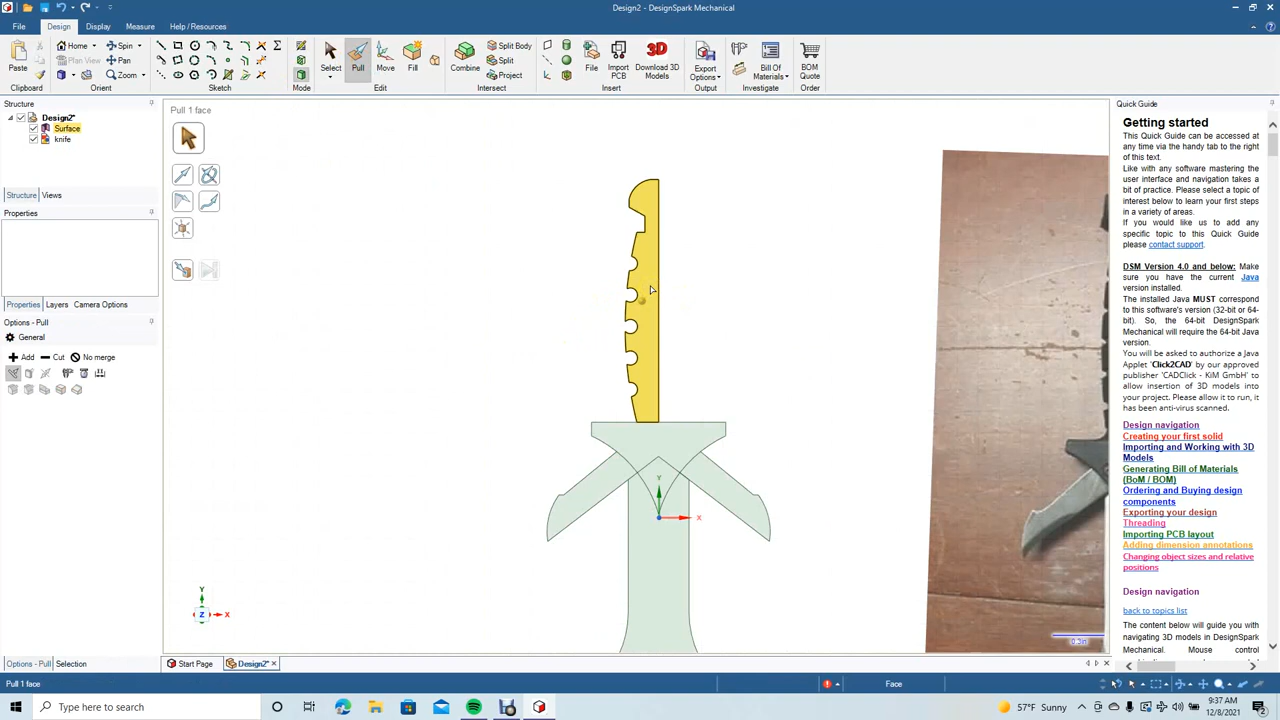 Design2 - DesignSpark Mechanical
File
Design
Display
Measure
Help / Resources
Paste
Home
Plan View
Spin
Pan
Zoom
Select
Pull
Move
Fill
Combine
Split Body
Split
Project
File
Import
PCB
Download 3D
Models
3D
Export
Options
Bill Of
Materials
BOM
Quote
Clipboard
Orient
Sketch
Mode
Edit
Intersect
Insert
Output
Investigate
Order
Structure
Design2*
Surface
knife
Structure Views
Properties
Properties Layers Camera Options
Options - Pull
General
Add Cut No merge
Options - Pull Selection
Pull 1 face
Y
X
Y
Z X
0.3in
Start Page Design2*
Quick Guide
Getting started
This Quick Guide can be accessed at
any time via the handy tab to the right
of this text.
Like with any software mastering the
user interface and navigation takes a
bit of practice. Please select a topic of
interest below to learn your first steps
in a variety of areas.
If you would like us to add any
specific topic to this Quick Guide
please contact support.
DSM Version 4.0 and below: Make
sure you have the current Java
version.
The installed Java MUST correspond
to this software's version (32-bit or 64-
bit). So, the 64-bit DesignSpark
Mechanical will require the 64-bit Java
version.
You will be asked to authorize a Java
Applet 'Click2CAD' by our approved
publisher 'CADClick - KiM GmbH' to
allow insertion of 3D models into
your project. Please allow it to run, it
has been anti-virus scanned.
Design navigation
Creating your first solid
Importing and Working with 3D
Models
Generating Bill of Materials
(BoM / BOM)
Ordering and Buying design
components
Exporting your design
Threading
Importing PCB layout
Adding dimension annotations
Changing object sizes and relative
positions
Design navigation
back to topics list
The content below will guide you with
navigating 3D models in DesignSpark
Mechanical. Mouse control
Pull 1 face
Face
Type here to search
57°F Sunny
9:37 AM
12/8/2021
2